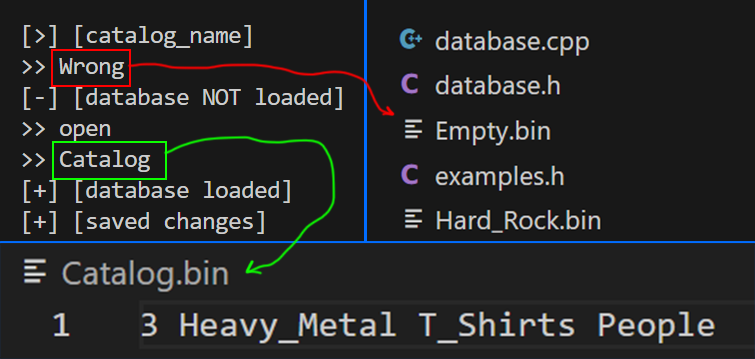 [>] [catalog_name]
>> Wrong
[-] [database NOT loaded]
>> open
>> Catalog
[+] [database loaded]
[+] [saved changes]
database.cpp
C database.h
Empty.bin
C examples.h
Hard_Rock.bin
Catalog.bin
1 3 Heavy_Metal T_Shirts People